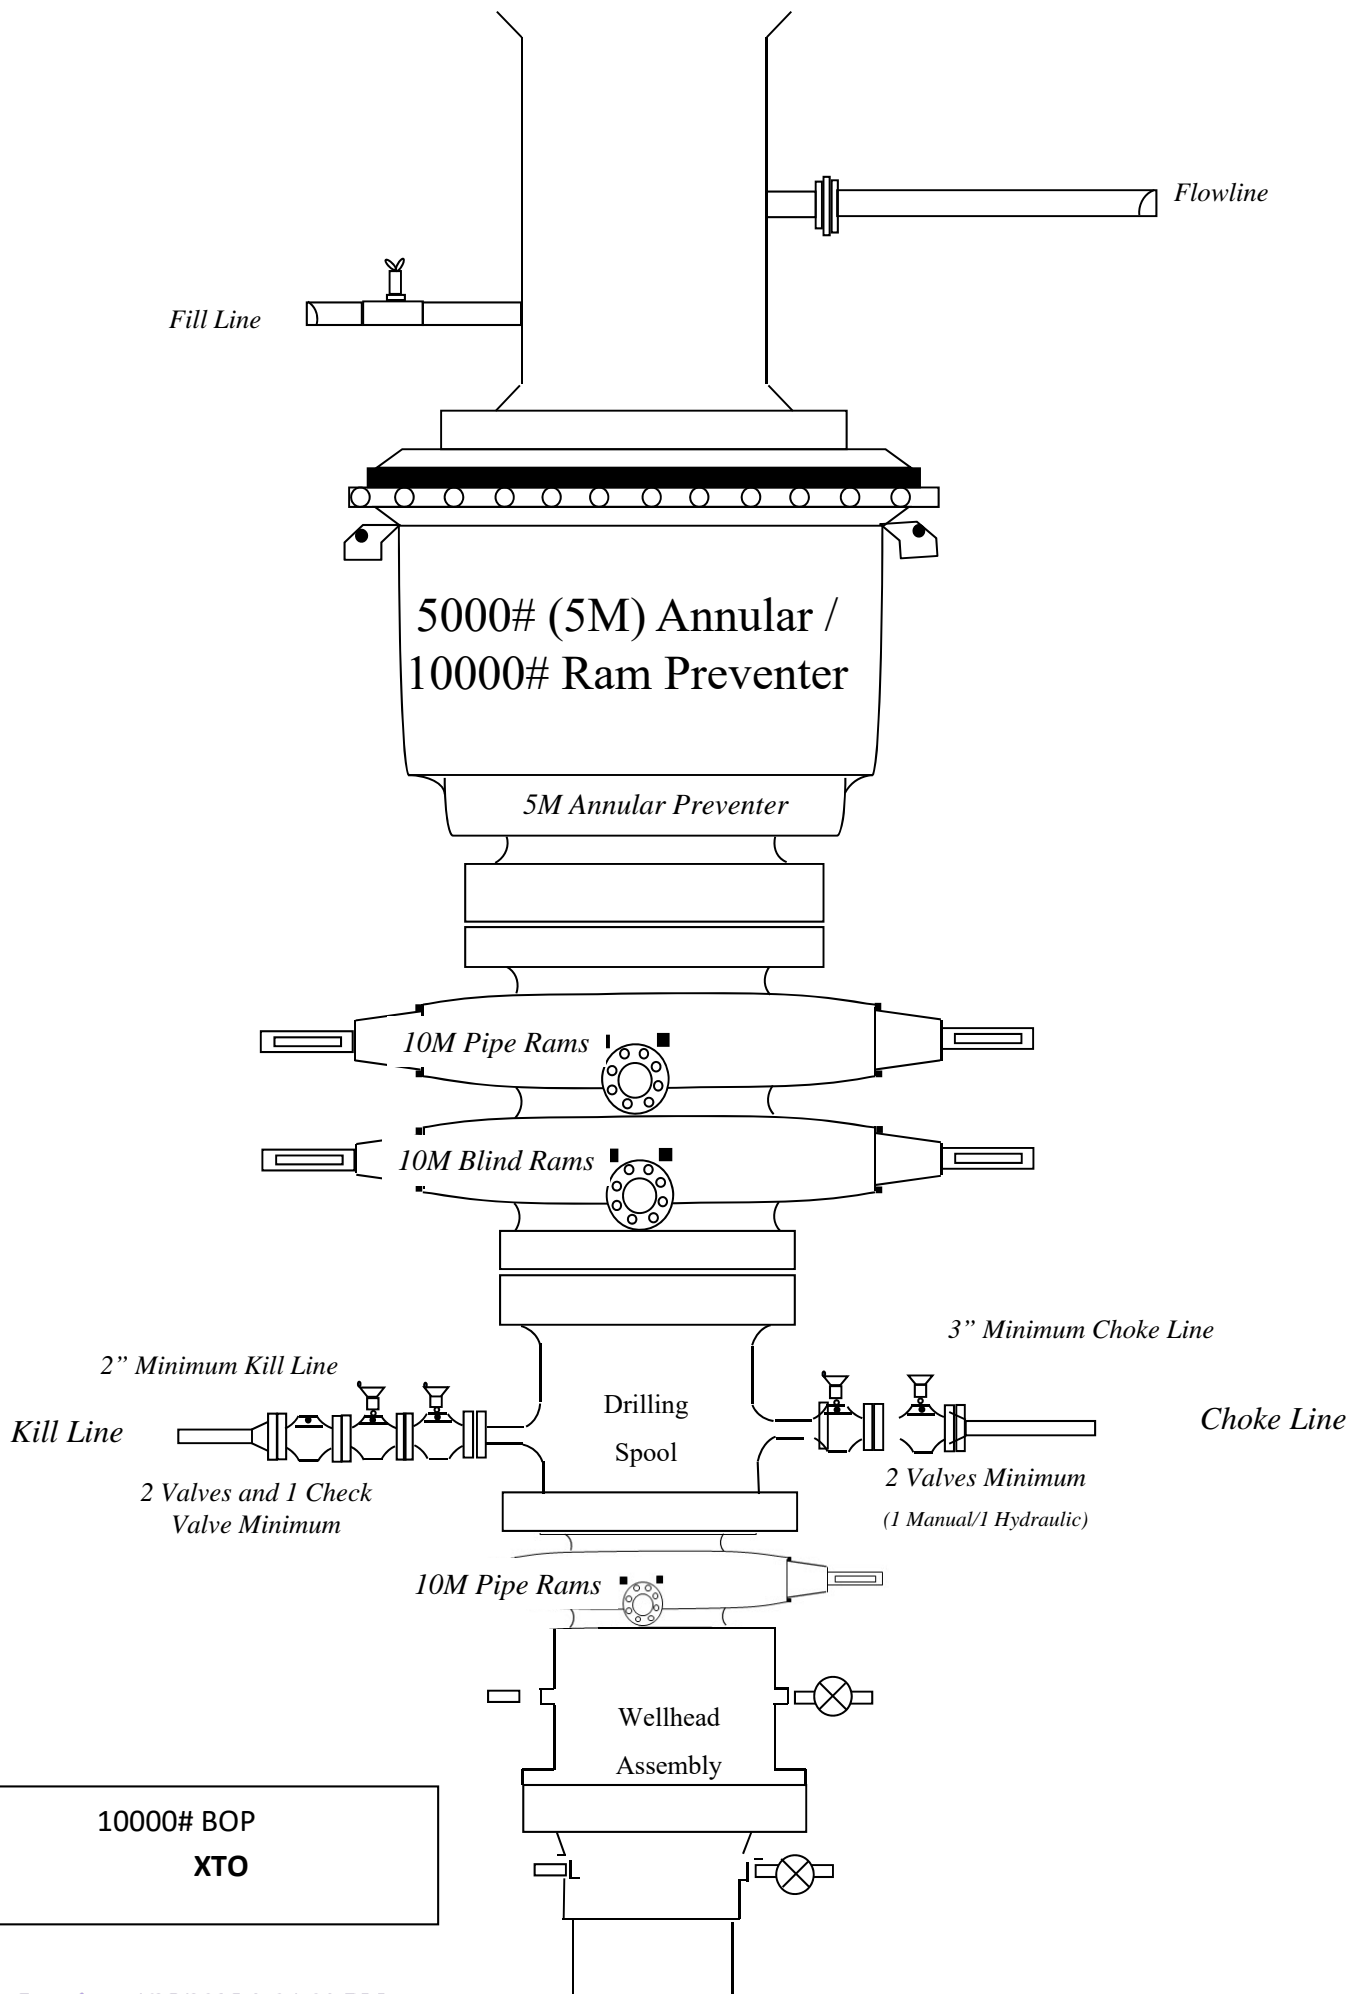 Flowline
Fill Line
5000# (5M) Annular /
10000# Ram Preventer
5M Annular Preventer
10M Pipe Rams
10M Blind Rams
3” Minimum Choke Line
2” Minimum Kill Line
Drilling
Spool
Kill Line
Choke Line
2 Valves and 1 Check
Valve Minimum
2 Valves Minimum
(1 Manual/1 Hydraulic)
10M Pipe Rams
Wellhead
Assembly
10000# BOP
XTO